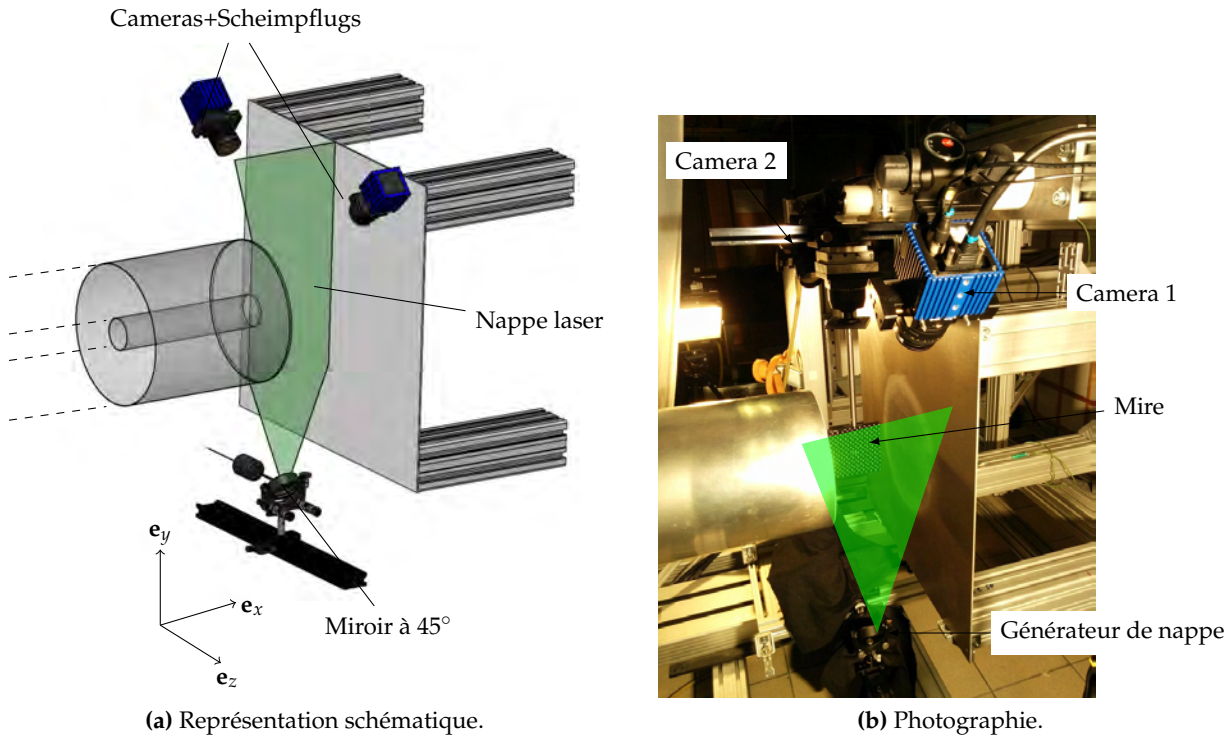 Cameras+Scheimpflugs
Nappe laser
e_y
e_x
e_z
Miroir à 45°
(a) Représentation schématique.
Camera 2
Camera 1
Mire
Générateur de nappe
(b) Photographie.